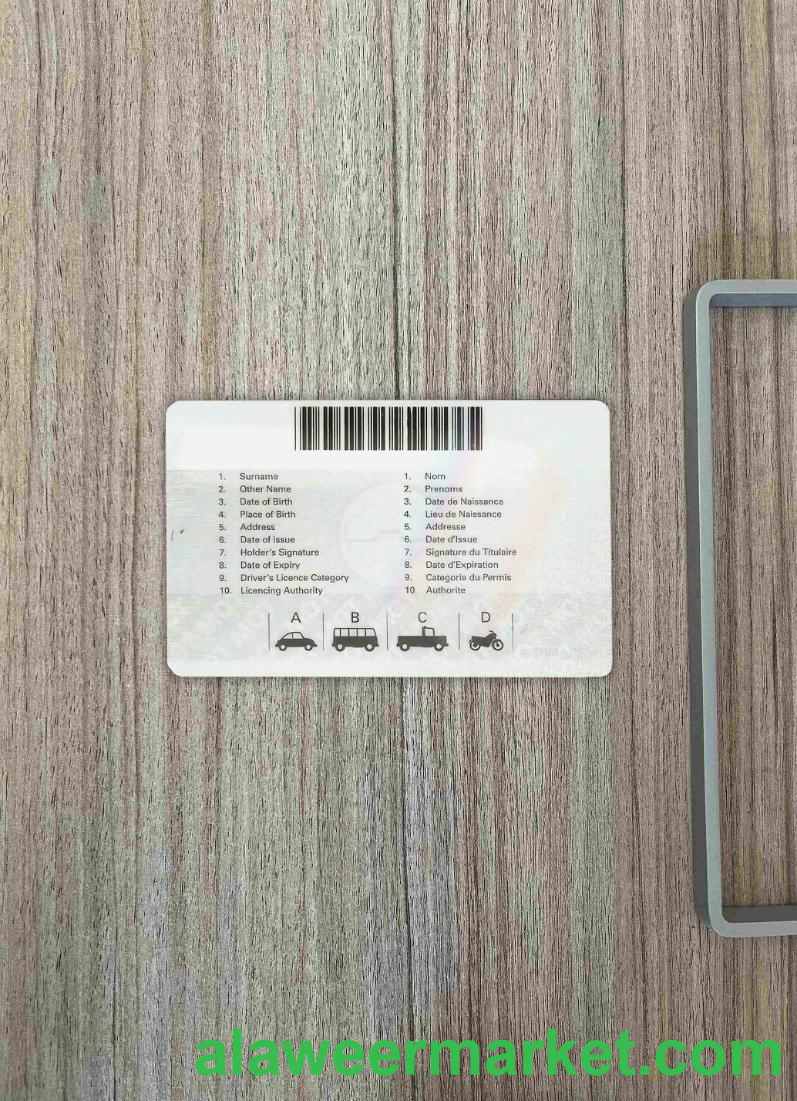 1. Surname
2. Other Name
3. Date of Birth
4. Place of Birth
5. Address
6. Date of Issue
7. Holder's Signature
8. Date of Expiry
9. Driver's Licence Category
10. Licencing Authority
1. Nom
2. Prenoms
3. Date de Naissance
4. Lieu de Naissance
5. Addresse
6. Date d'Issue
7. Signature du Titulaire
8. Date d'Expiration
9. Categorie du Permis
10. Authorite
A B C D
alaweermarket.com